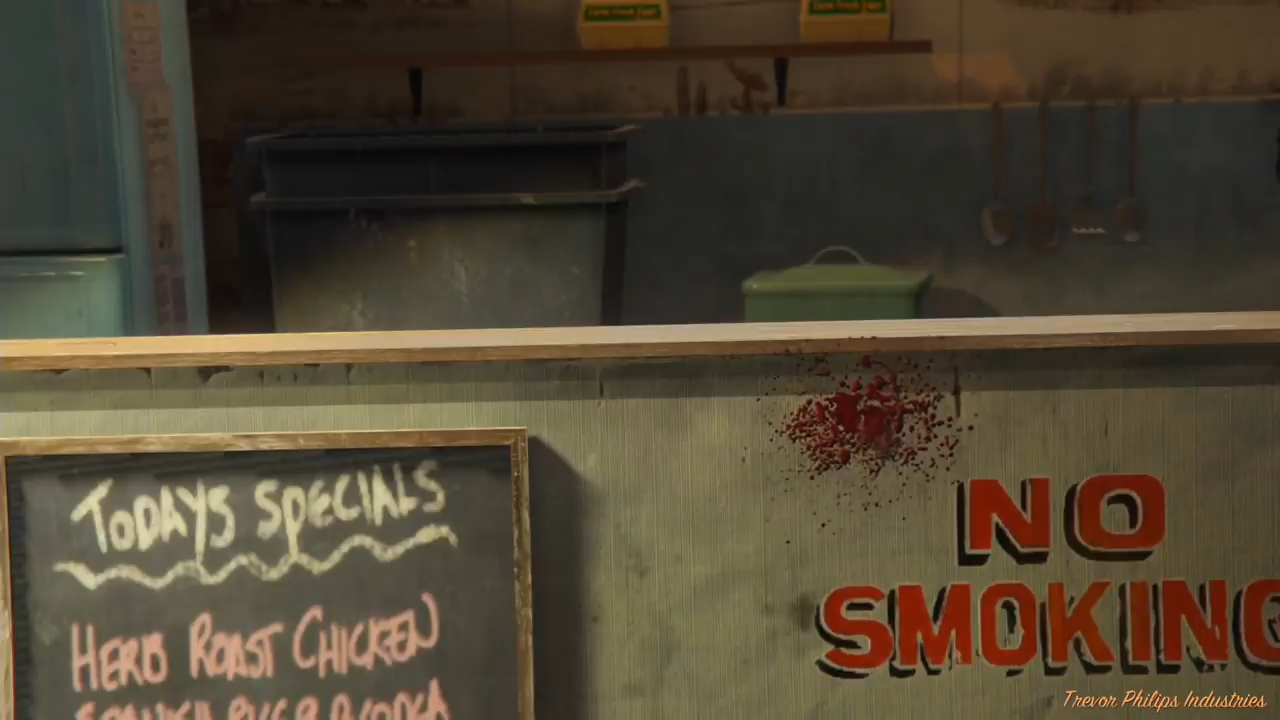 TODAYS SPECIALS
HERB ROAST CHICKEN
NO
SMOKING
Trevor Philips Industries